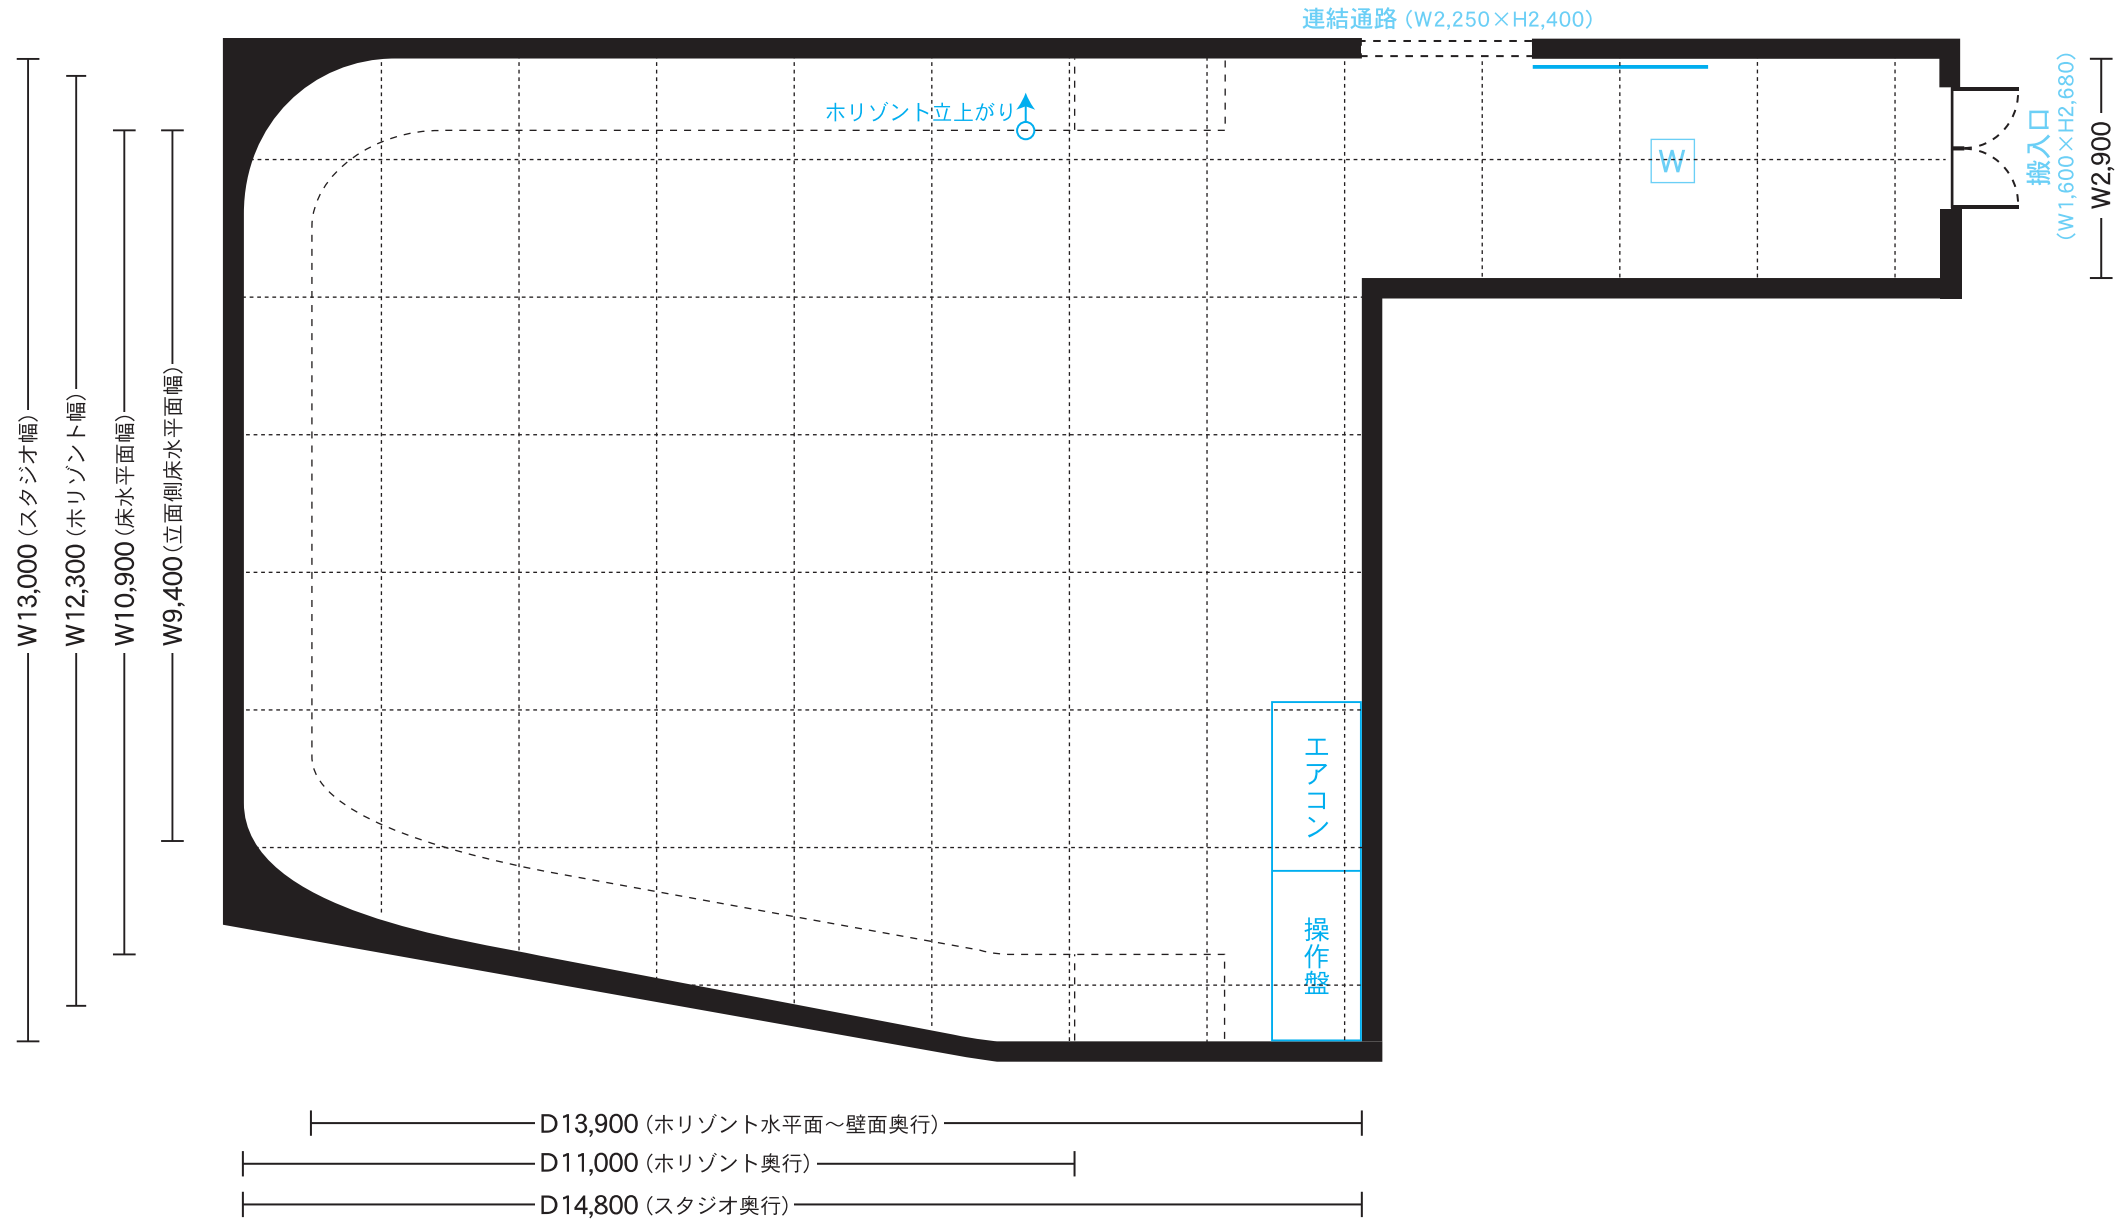 連結通路（W2,250×H2,400）
ホリゾント立上がり
W
搬入口
（W1,600×H2,680）
W2,900
W13,000（スタジオ幅）
W12,300（ホリゾント幅）
W10,900（床水平面幅）
W9,400（立面側床水平面幅）
エアコン
操作盤
D13,900（ホリゾント水平面～壁面奥行）
D11,000（ホリゾント奥行）
D14,800（スタジオ奥行）